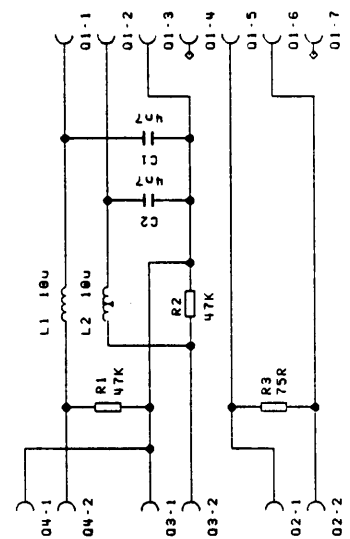 Q1-1
Q1-2
Q1-3
Q1-4
Q1-5
Q1-6
Q1-7
4n7
C1
4n7
C2
L1 10u
L2 10u
R2
47K
R1
47K
R3
75R
Q4-1
Q4-2
Q3-1
Q3-2
Q2-1
Q2-2